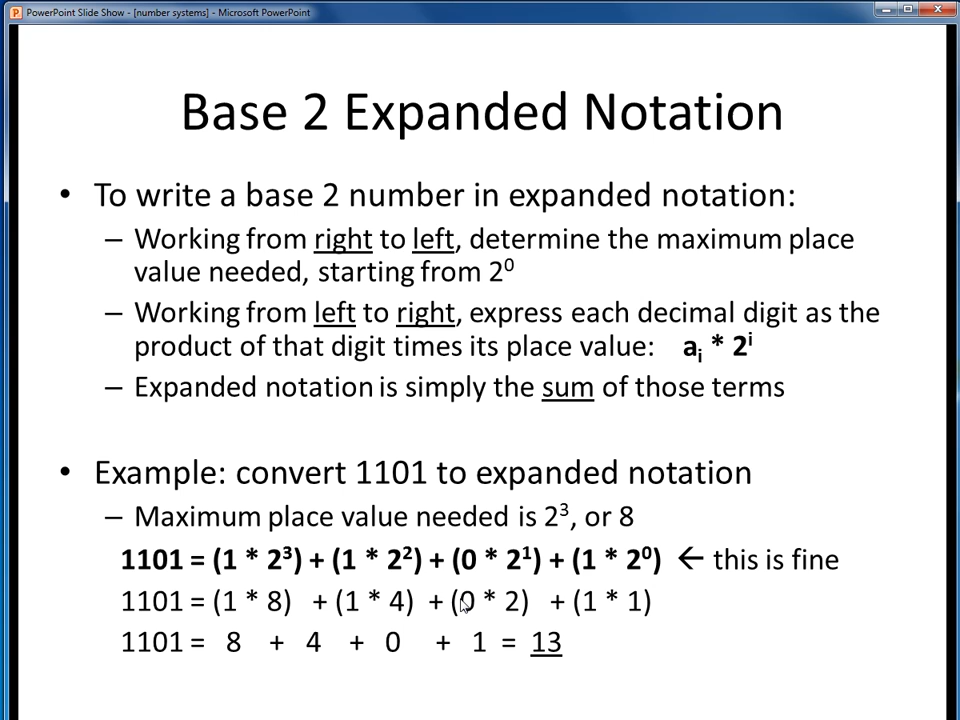 PowerPoint Slide Show - [number systems] - Microsoft PowerPoint
Base 2 Expanded Notation
• To write a base 2 number in expanded notation:
– Working from right to left, determine the maximum place
value needed, starting from 2⁰
– Working from left to right, express each decimal digit as the
product of that digit times its place value: aᵢ * 2ⁱ
– Expanded notation is simply the sum of those terms
• Example: convert 1101 to expanded notation
– Maximum place value needed is 2³, or 8
1101 = (1 * 2³) + (1 * 2²) + (0 * 2¹) + (1 * 2⁰) ← this is fine
1101 = (1 * 8) + (1 * 4) + (0 * 2) + (1 * 1)
1101 = 8 + 4 + 0 + 1 = 13